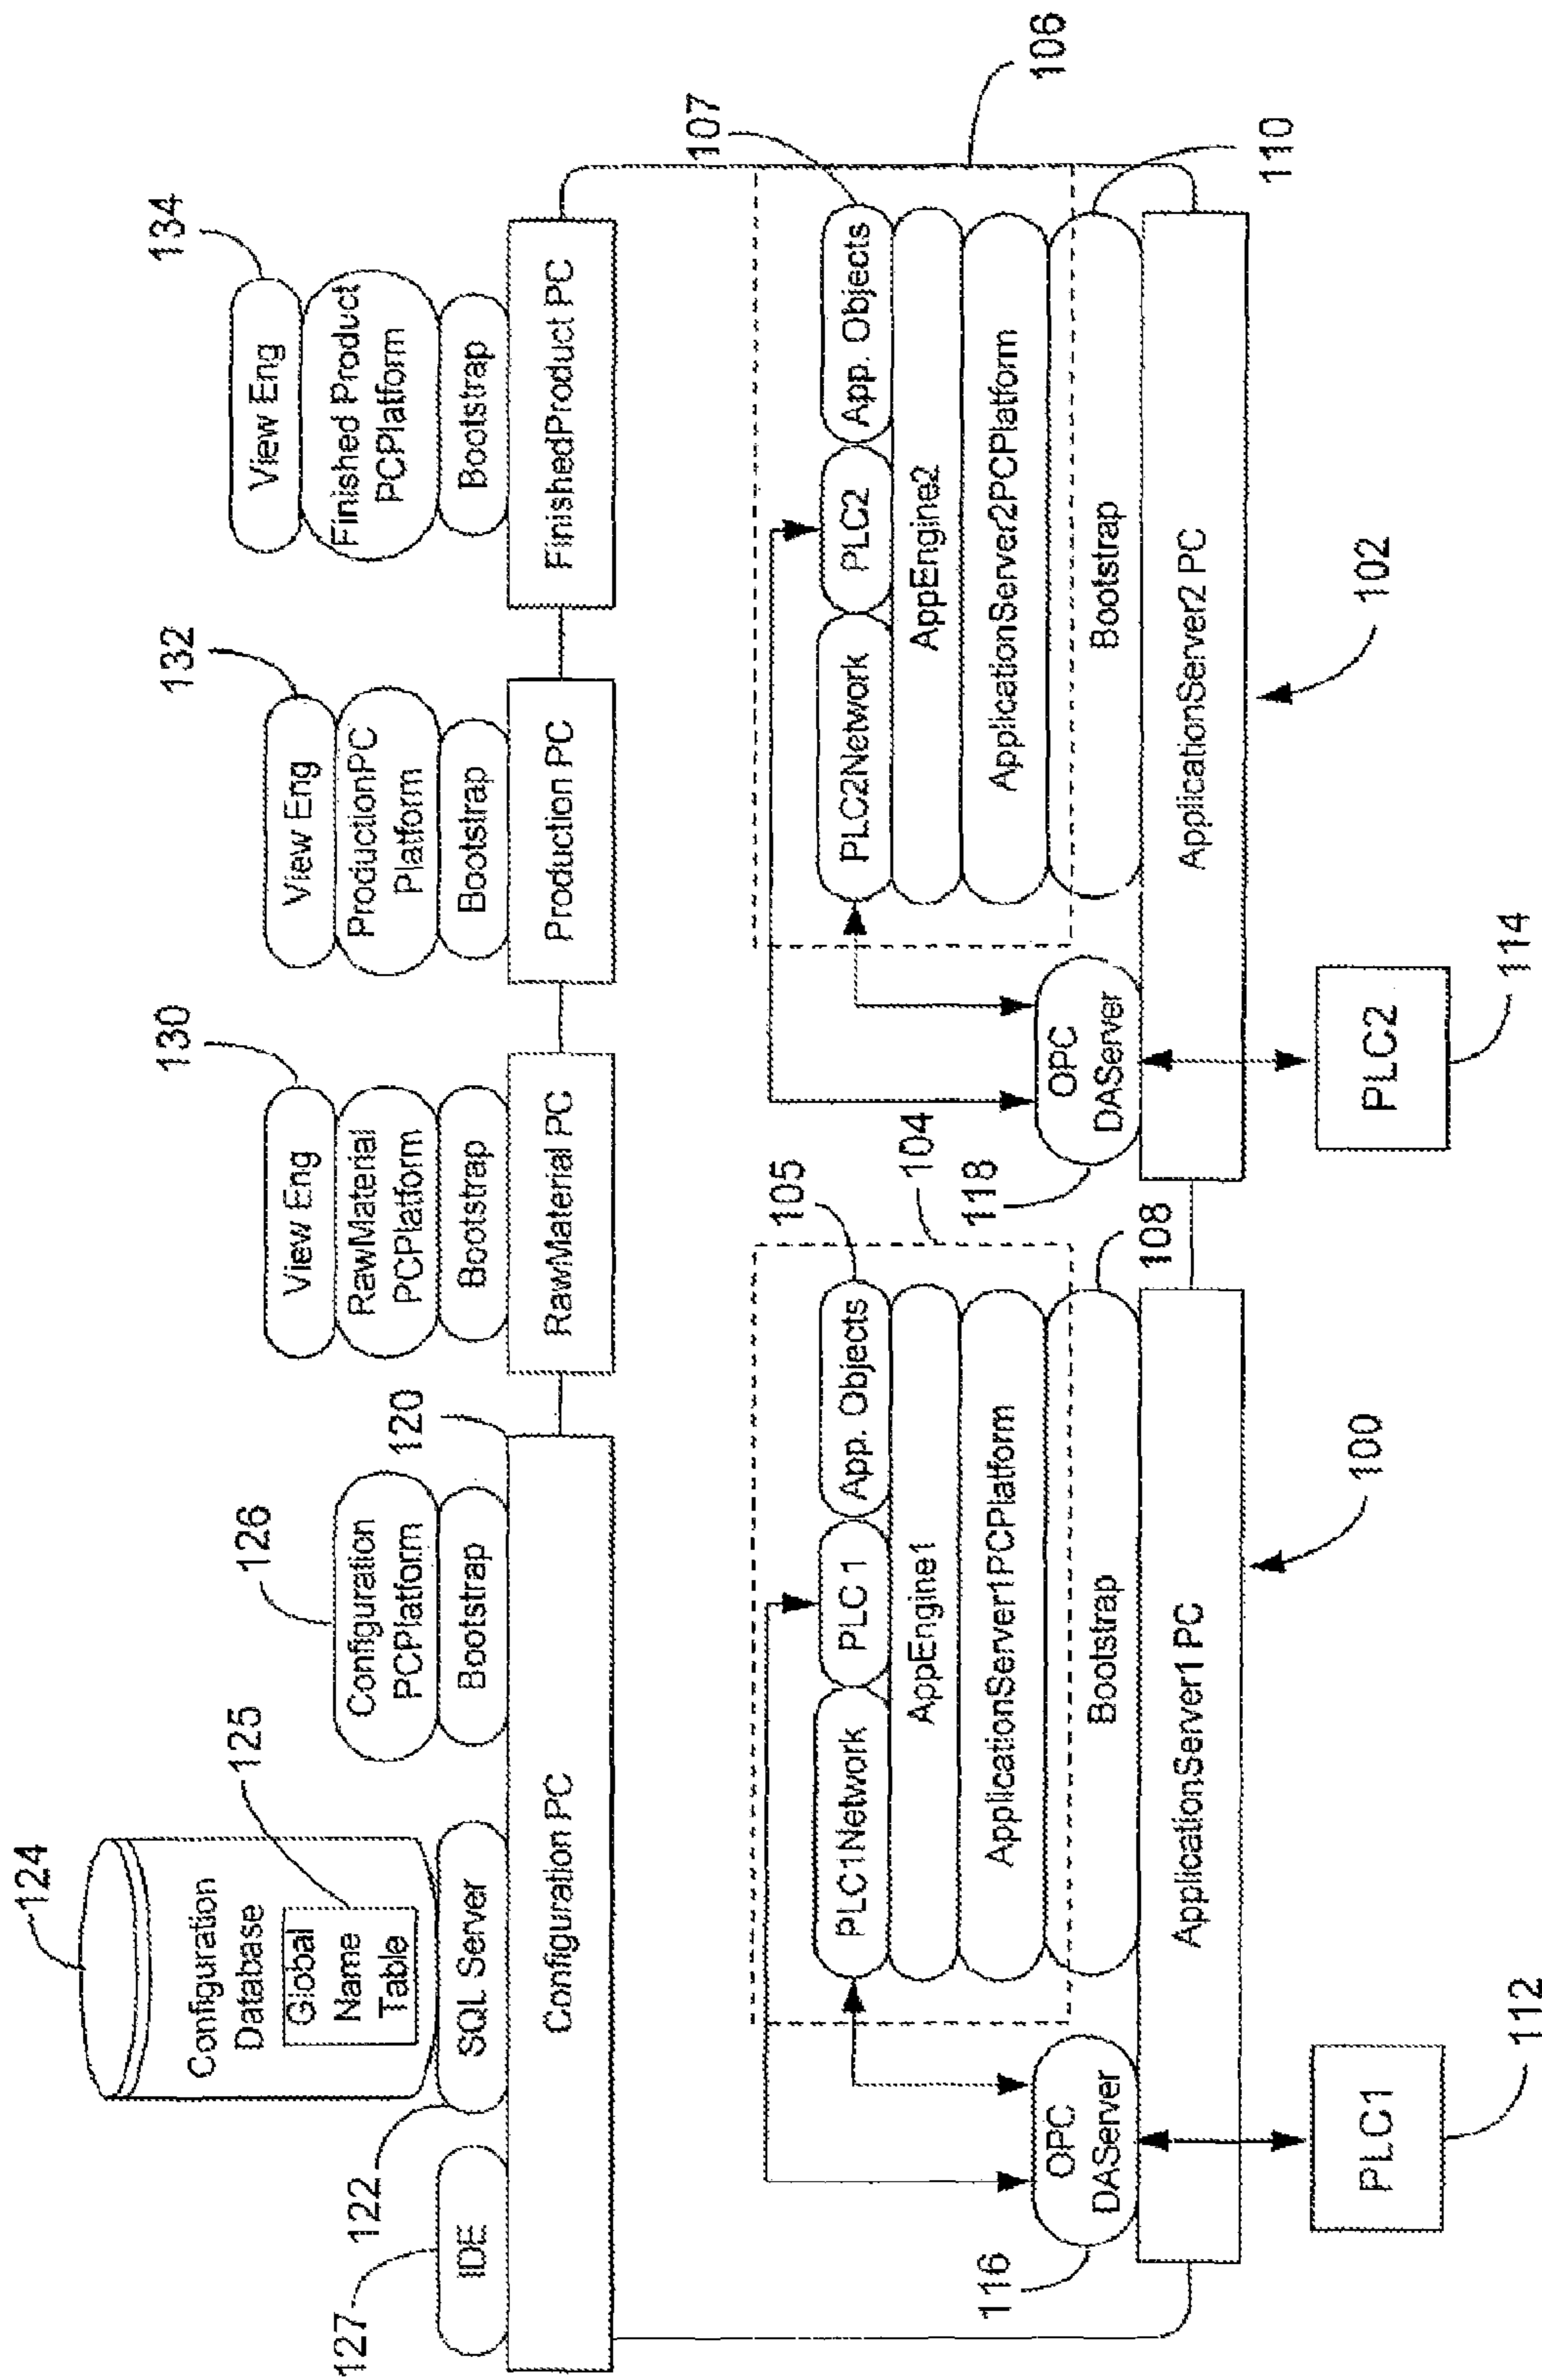 124
Configuration
Database
125
Global
Name
Table
127
IDE
122
SQL Server
126
Configuration
PCPlatform
Bootstrap
120
Configuration PC
130
View Eng
RawMaterial
PCPlatform
Bootstrap
RawMaterial PC
132
View Eng
ProductionPC
Platform
Bootstrap
Production PC
134
View Eng
Finished Product
PCPlatform
Bootstrap
FinishedProduct PC
105
104
PLC1Network
PLC 1
App. Objects
AppEngine1
ApplicationServer1PCPlatform
108
Bootstrap
116
OPC
DAServer
ApplicationServer1 PC
100
PLC1
112
107
106
PLC2Network
PLC2
App. Objects
AppEngine2
ApplicationServer2PCPlatform
110
Bootstrap
118
OPC
DAServer
ApplicationServer2 PC
102
PLC2
114